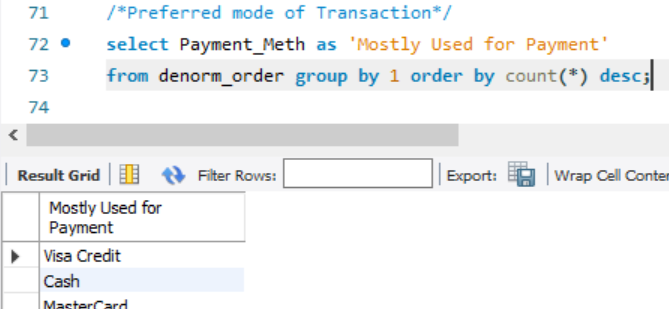 71 /*Preferred mode of Transaction*/
72 select Payment_Meth as 'Mostly Used for Payment'
73 from denorm_order group by 1 order by count(*) desc;
74
Result Grid Filter Rows: Export: Wrap Cell Conten
Mostly Used for
Payment
Visa Credit
Cash
MasterCard